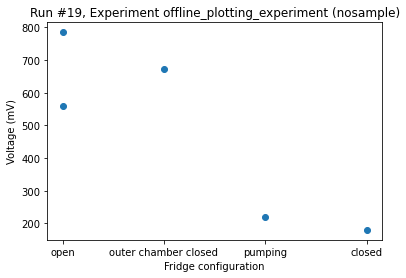 Run #19, Experiment offline_plotting_experiment (nosample)
800
700
600
500
400
300
200
Voltage (mV)
open
outer chamber closed
pumping
closed
Fridge configuration